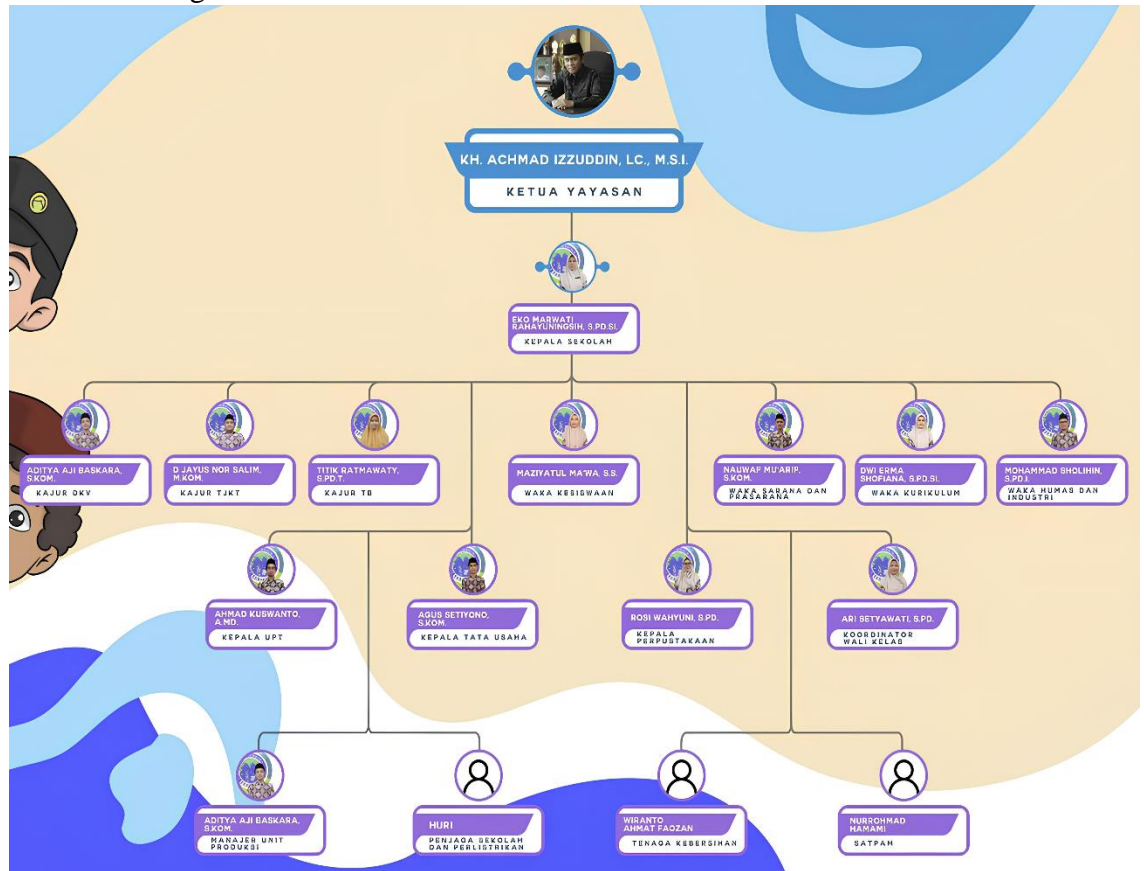 KH. ACHMAD IZZUDDIN, LC., M.S.I.
KETUA YAYASAN
EKO MARWATI
RAHAYUNINGSIH, S.PD.SI.
KEPALA SEKOLAH
ADITYA AJI BASKARA,
S.KOM.
KAJUR DKV
D JAYUS NOR SALIM,
M.KOM.
KAJUR TJKT
TITIK RATMAWATY,
S.PD.T.
KAJUR TB
MAZIYATUL MA'WA, S.S.
WAKA KESISWAAN
NAUWAF MU'ARIF,
S.KOM.
WAKA SARANA DAN
PRASARANA
DWI ERMA
SHOFIANA, S.PD.SI.
WAKA KURIKULUM
MOHAMMAD SHOLIHIN,
S.PD.I.
WAKA HUMAS DAN
INDUSTRI
AHMAD KUSWANTO,
A.MD.
KEPALA UPT
AGUS SETIYONO,
S.KOM.
KEPALA TATA USAHA
ROSI WAHYUNI, S.PD.
KEPALA
PERPUSTAKAAN
ARI SETYAWATI, S.PD.
KOORDINATOR
WALI KELAS
ADITYA AJI BASKARA,
S.KOM.
MANAJER UNIT
PRODUKSI
HURI
PENJAGA SEKOLAH
DAN PERLISTRIKAN
WIRANTO
AHMAT FAOZAN
TENAGA KEBERSIHAN
NURROHMAD
HAMAMI
SATPAM